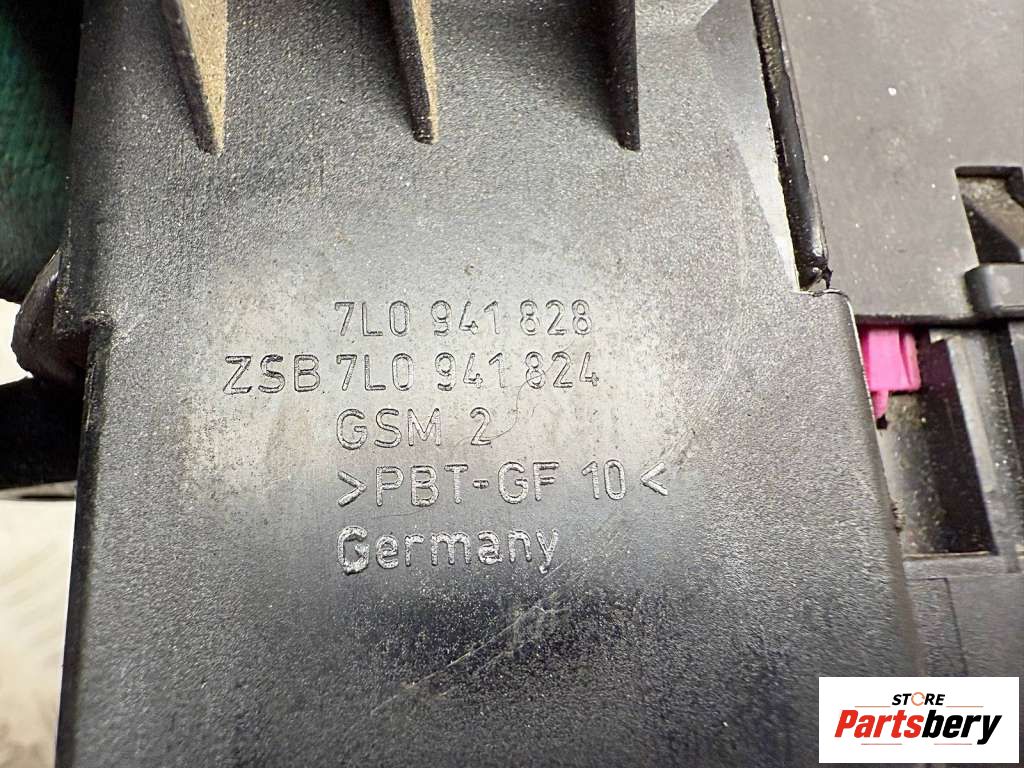 7L0 941 828
ZSB 7L0 941 824
GSM 2
>PBT-GF 10<
Germany
STORE
Partsbery